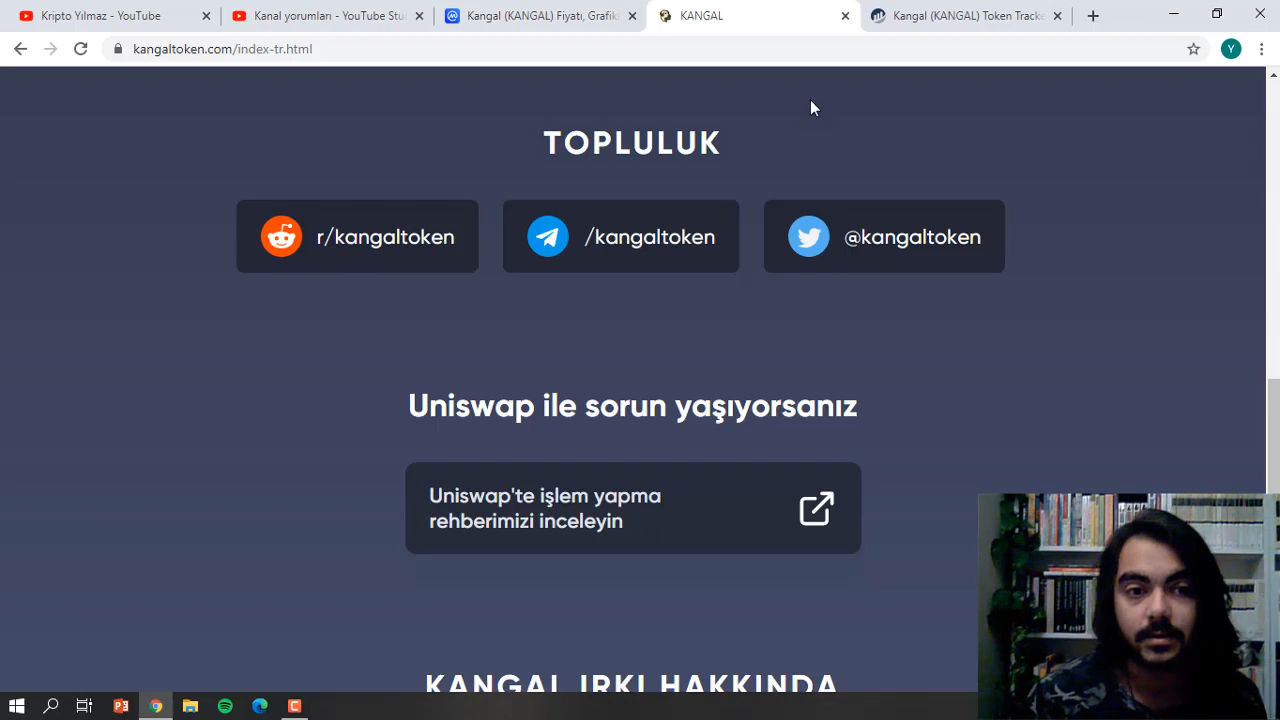 Kripto Yılmaz - YouTube
Kanal yorumları - YouTube Stu
Kangal (KANGAL) Fiyatı, Grafik
KANGAL
Kangal (KANGAL) Token Tracke
kangaltoken.com/index-tr.html
Y
TOPLULUK
r/kangaltoken
/kangaltoken
@kangaltoken
Uniswap ile sorun yaşıyorsanız
Uniswap'te işlem yapma
rehberimizi inceleyin
KANGAL IRKI HAKKINDA